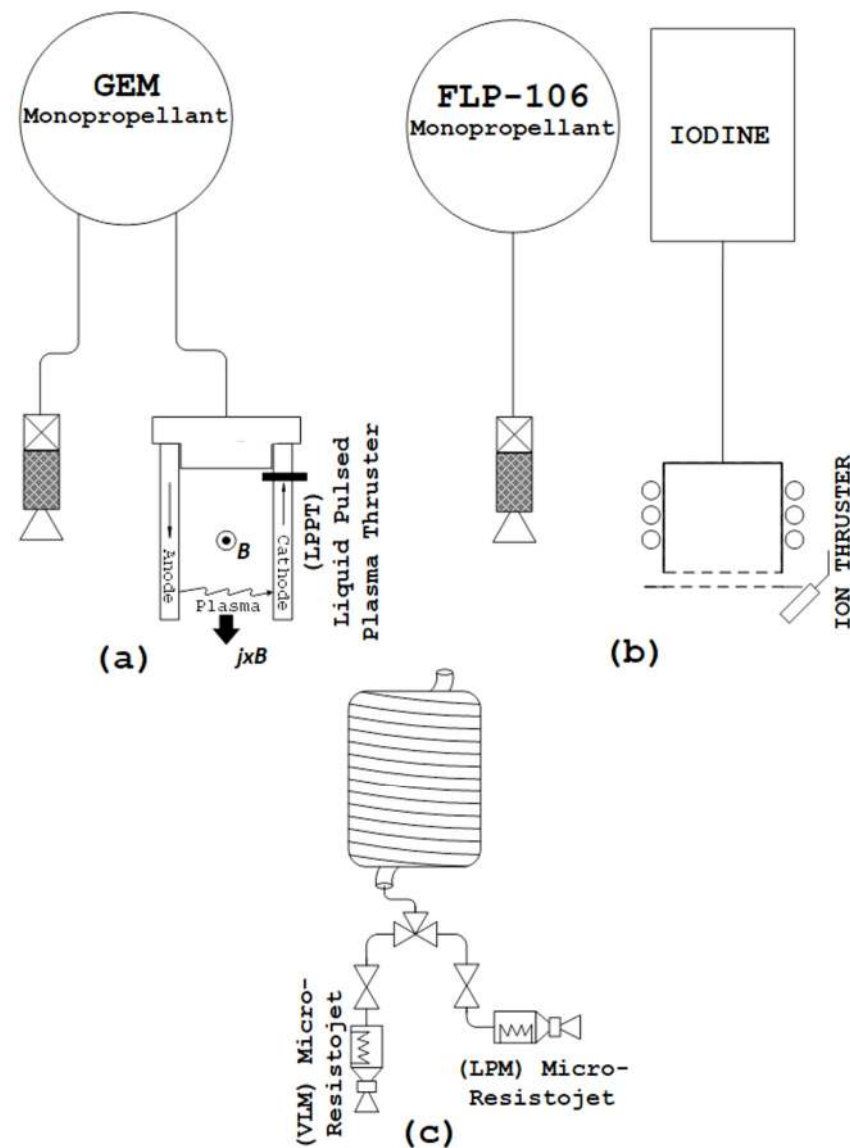 GEM
Monopropellant
FLP-106
Monopropellant
IODINE
Anode
B
Plasma
Cathode
(LPPT)
Liquid Pulsed
Plasma Thruster
jxB
(a)
ION THRUSTER
(b)
(VLM) Micro-
Resistojet
(LPM) Micro-
Resistojet
(c)